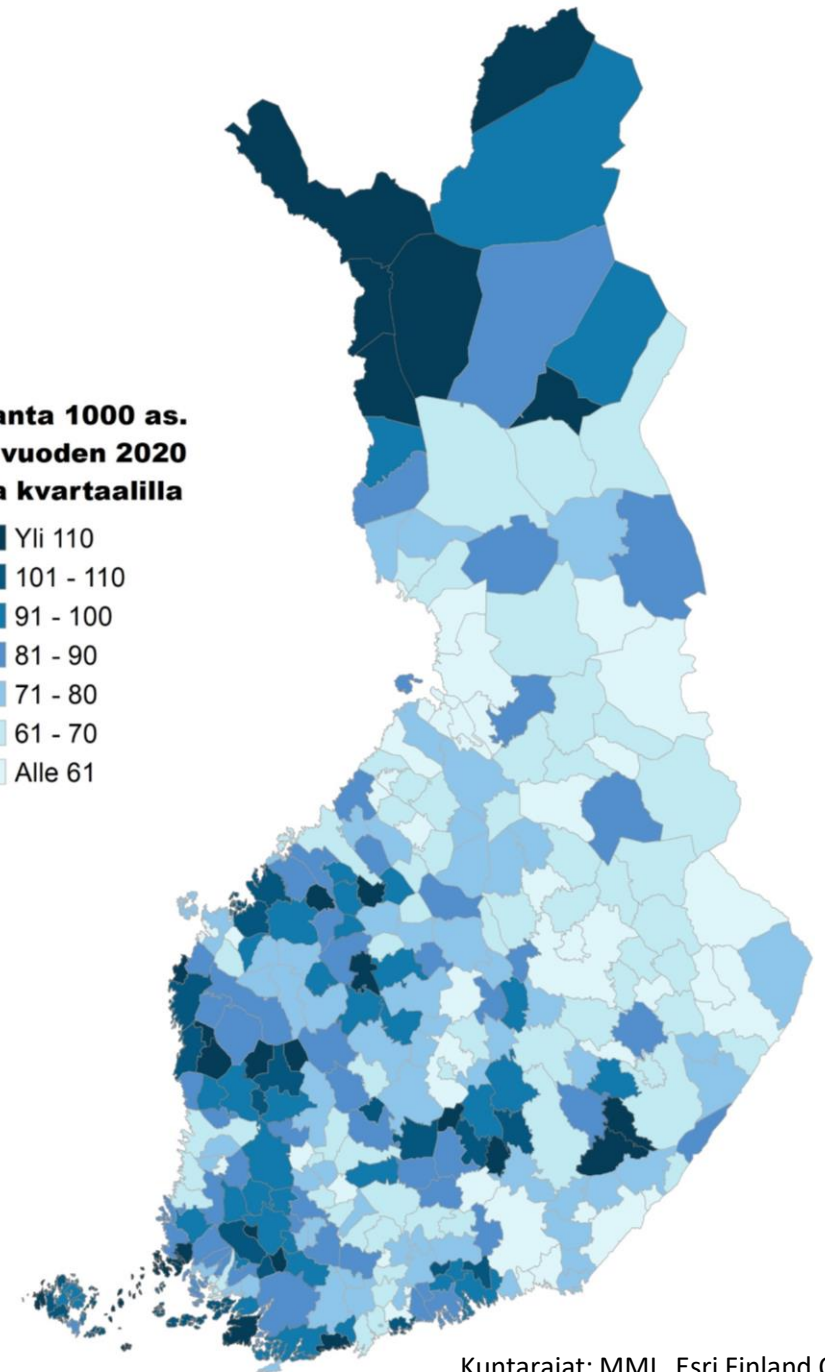 anta 1000 as.
vuoden 2020
a kvartaalilla
Yli 110
101 - 110
91 - 100
81 - 90
71 - 80
61 - 70
Alle 61
Kuntarajat: MML, Esri Finland